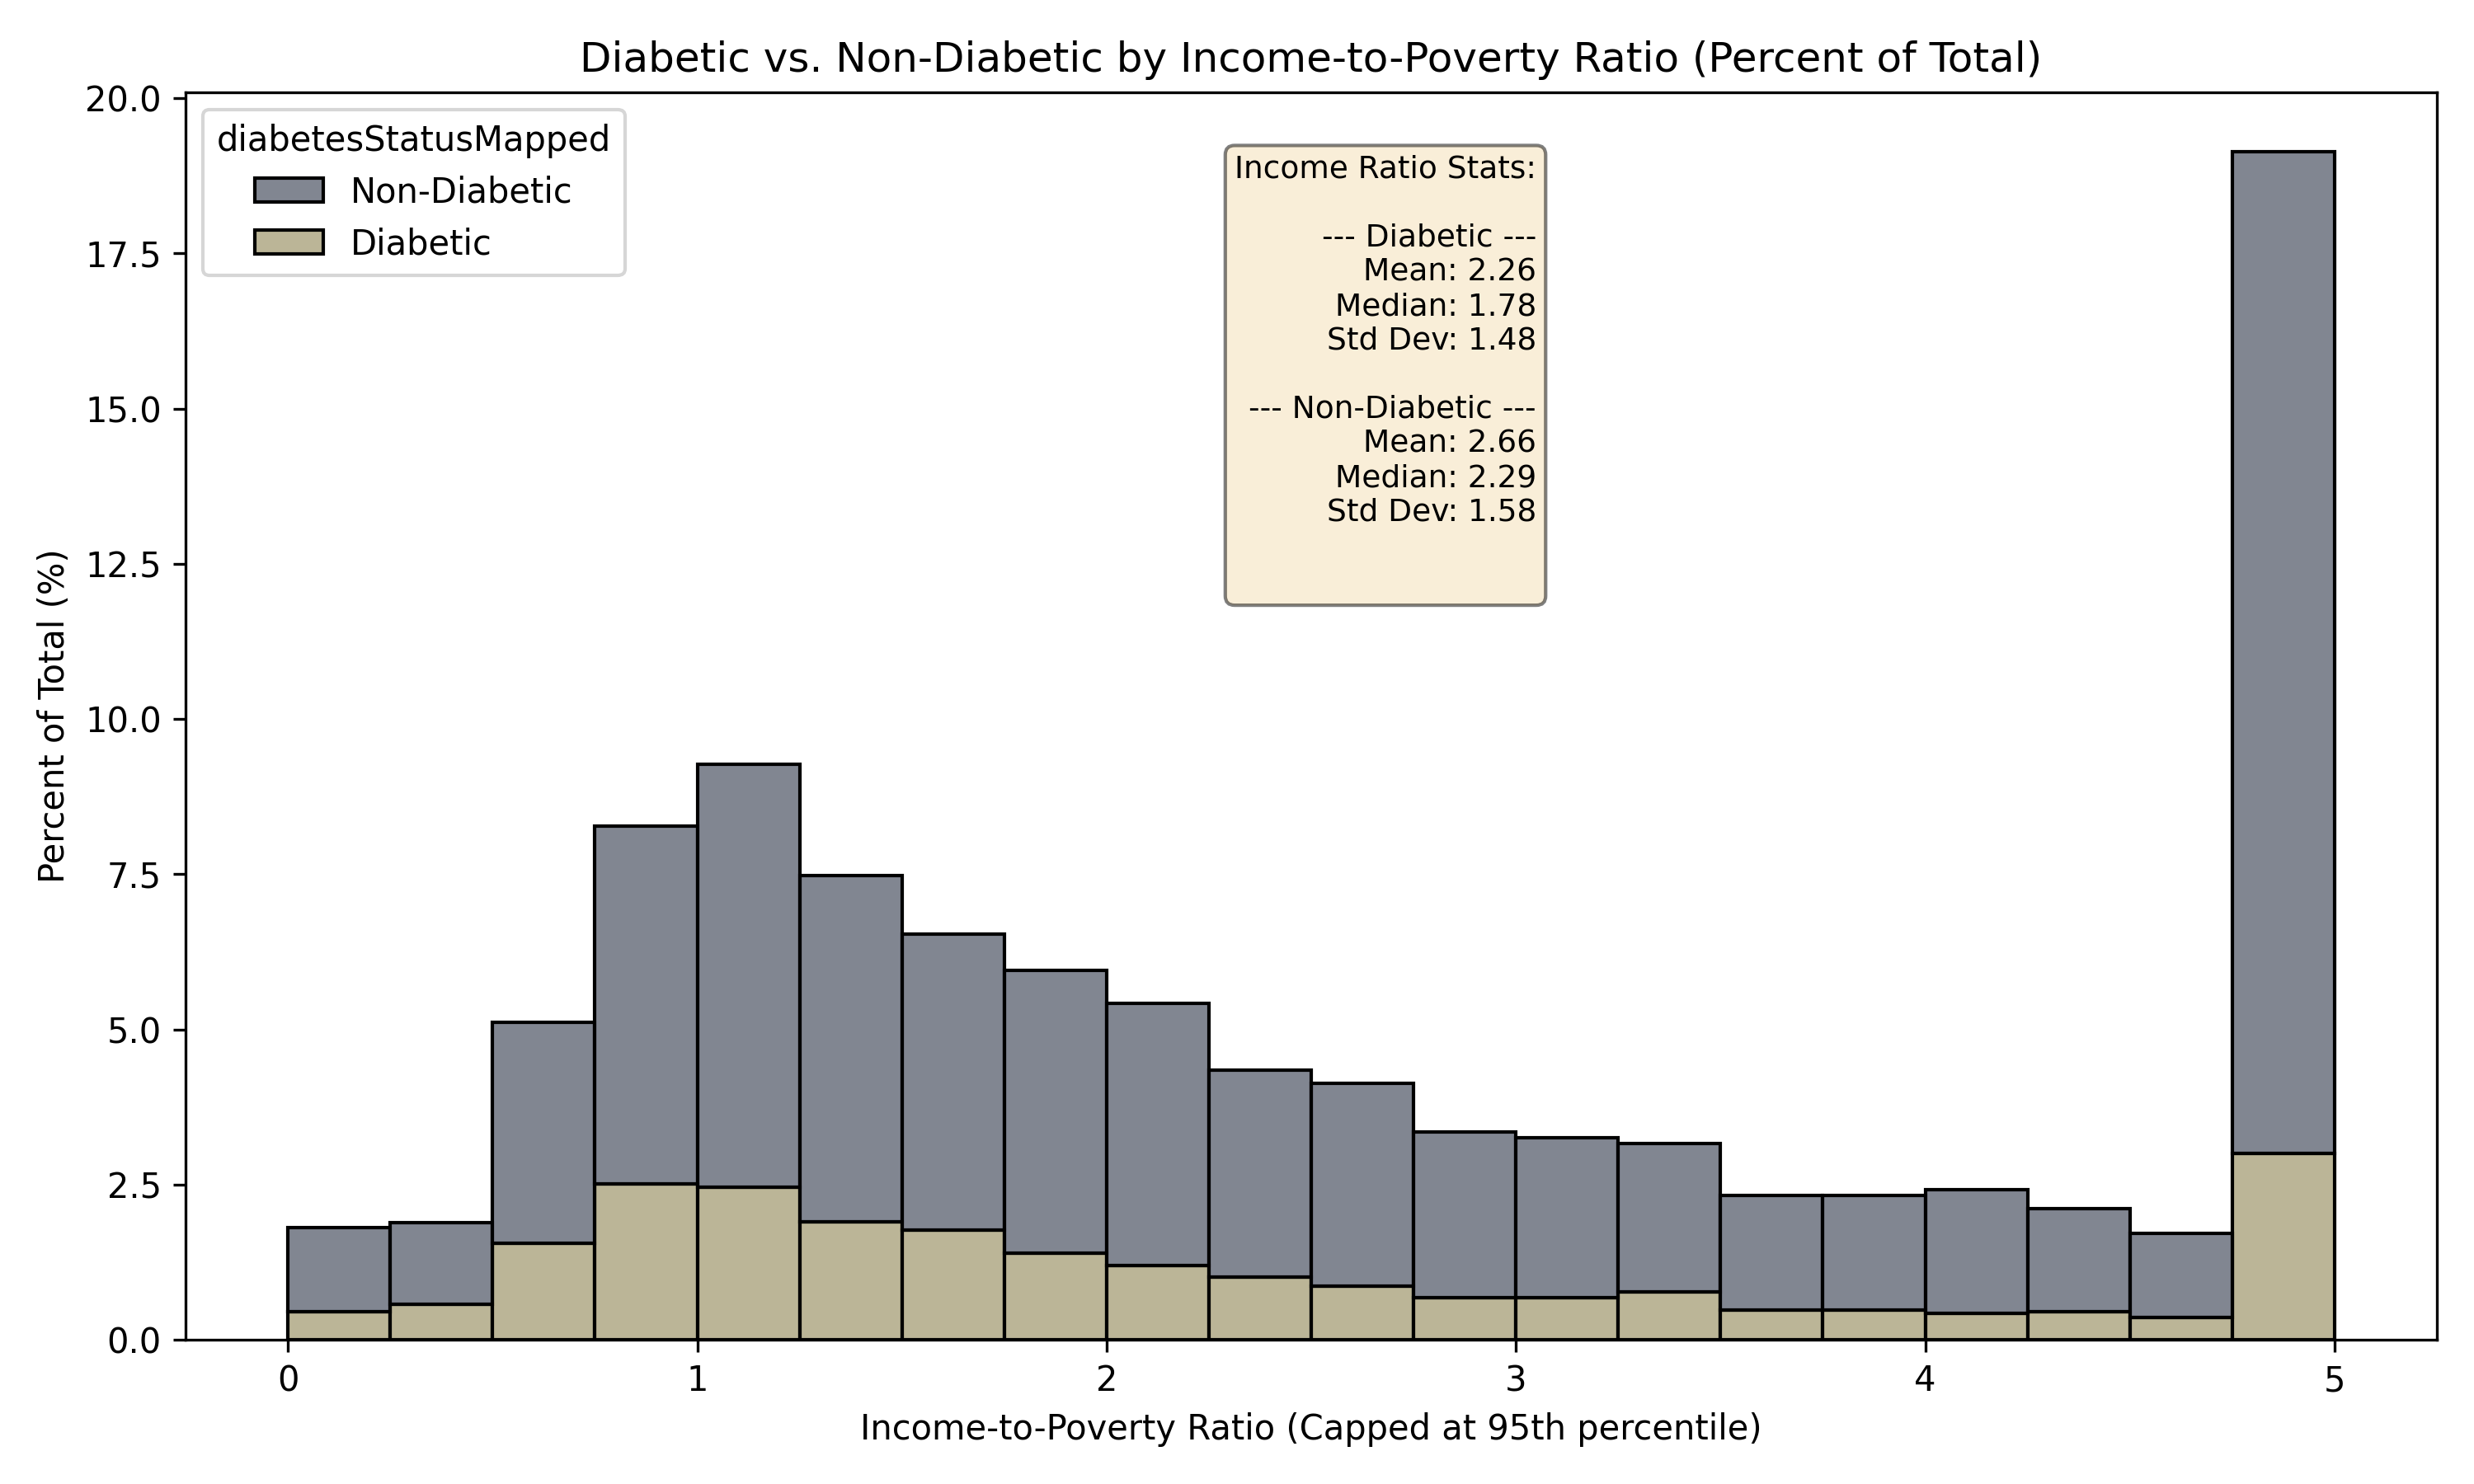 Diabetic vs. Non-Diabetic by Income-to-Poverty Ratio (Percent of Total)
diabetesStatusMapped
Non-Diabetic
Diabetic
Income Ratio Stats:
--- Diabetic ---
Mean: 2.26
Median: 1.78
Std Dev: 1.48
--- Non-Diabetic ---
Mean: 2.66
Median: 2.29
Std Dev: 1.58
Percent of Total (%)
20.0
17.5
15.0
12.5
10.0
7.5
5.0
2.5
0.0
0 1 2 3 4 5
Income-to-Poverty Ratio (Capped at 95th percentile)